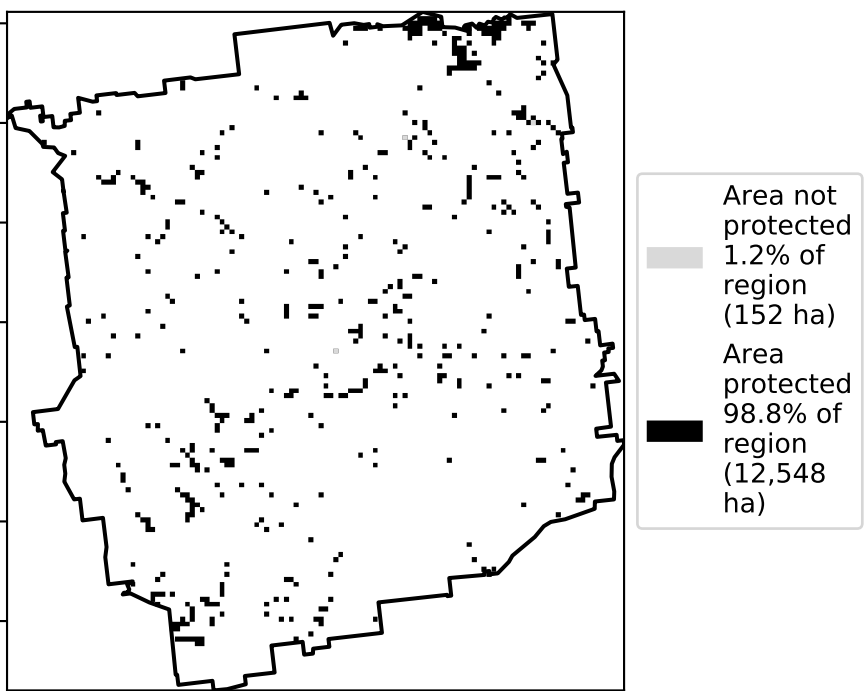 Area not
protected
1.2% of
region
(152 ha)
Area
protected
98.8% of
region
(12,548
ha)